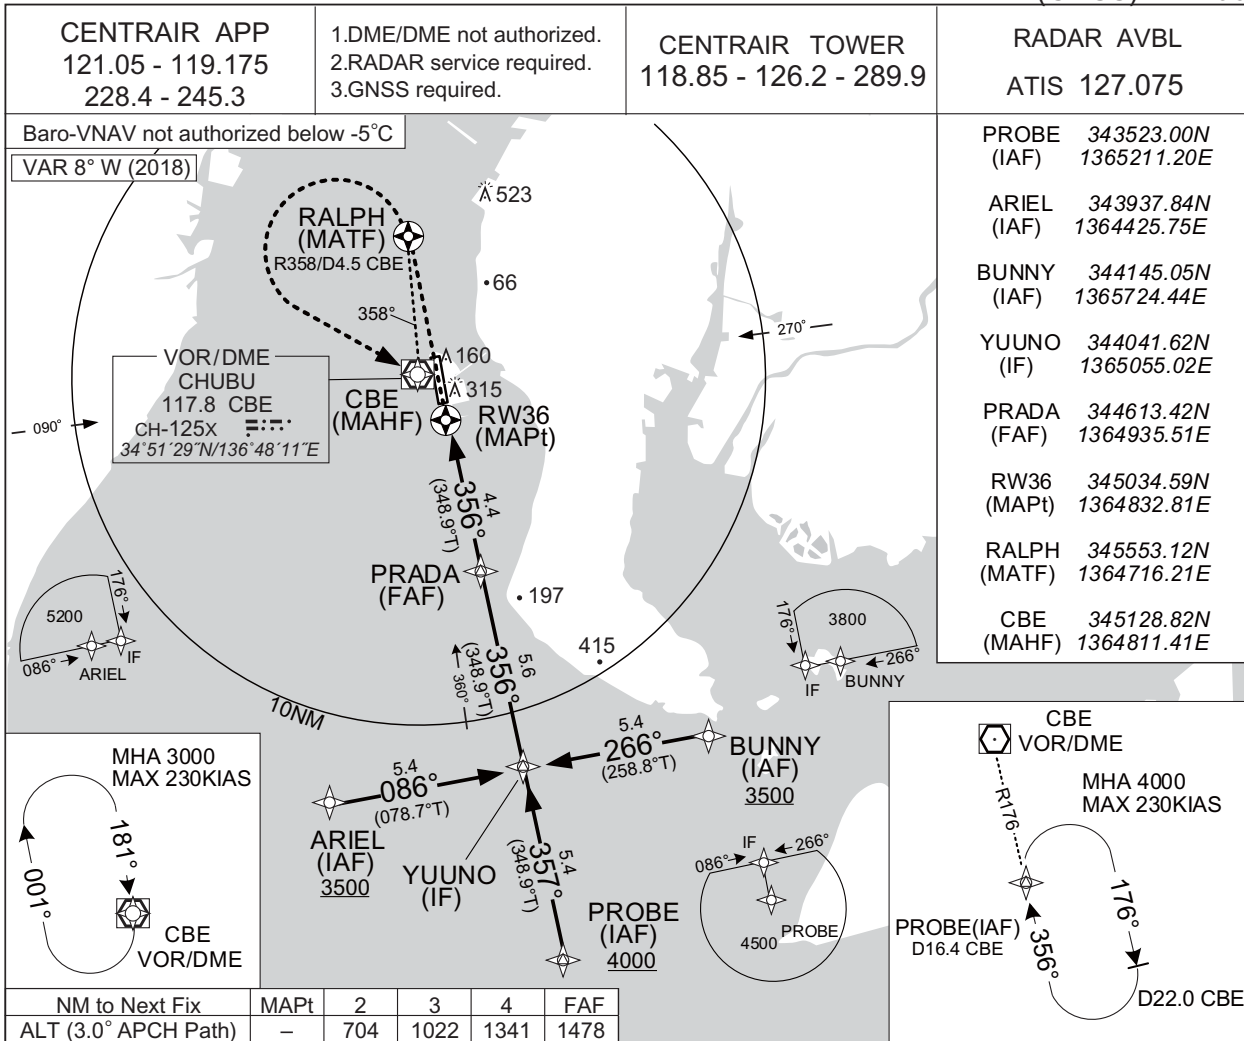 CENTRAIR APP
121.05 - 119.175
228.4 - 245.3
1.DME/DME not authorized.
2.RADAR service required.
3.GNSS required.
CENTRAIR TOWER
118.85 - 126.2 - 289.9
RADAR AVBL
ATIS 127.075
Baro-VNAV not authorized below -5°C
VAR 8° W (2018)
PROBE 343523.00N
(IAF) 1365211.20E
ARIEL 343937.84N
(IAF) 1364425.75E
BUNNY 344145.05N
(IAF) 1365724.44E
YUUNO 344041.62N
(IF) 1365055.02E
PRADA 344613.42N
(FAF) 1364935.51E
RW36 345034.59N
(MAPt) 1364832.81E
RALPH 345553.12N
(MATF) 1364716.21E
CBE 345128.82N
(MAHF) 1364811.41E
523
RALPH
(MATF)
R358/D4.5 CBE
66
358°
270°
160
315
VOR/DME
CHUBU
117.8 CBE
CH-125X
34°51´29˝N/136°48´11˝E
CBE
(MAHF)
RW36
(MAPt)
090°
4.4
356°
(348.9°T)
PRADA
(FAF)
197
415
5.6
356°
(348.9°T)
360°
10NM
5200
176°
086°
IF
ARIEL
3800
176°
266°
IF
BUNNY
5.4
086°
(078.7°T)
ARIEL
(IAF)
3500
5.4
266°
(258.8°T)
BUNNY
(IAF)
3500
YUUNO
(IF)
5.4
357°
(348.9°T)
PROBE
(IAF)
4000
IF
086°
266°
4500
PROBE
MHA 3000
MAX 230KIAS
181°
001°
CBE
VOR/DME
CBE
VOR/DME
R176
MHA 4000
MAX 230KIAS
PROBE(IAF)
D16.4 CBE
356°
176°
D22.0 CBE
NM to Next Fix MAPt 2 3 4 FAF
ALT (3.0° APCH Path) – 704 1022 1341 1478